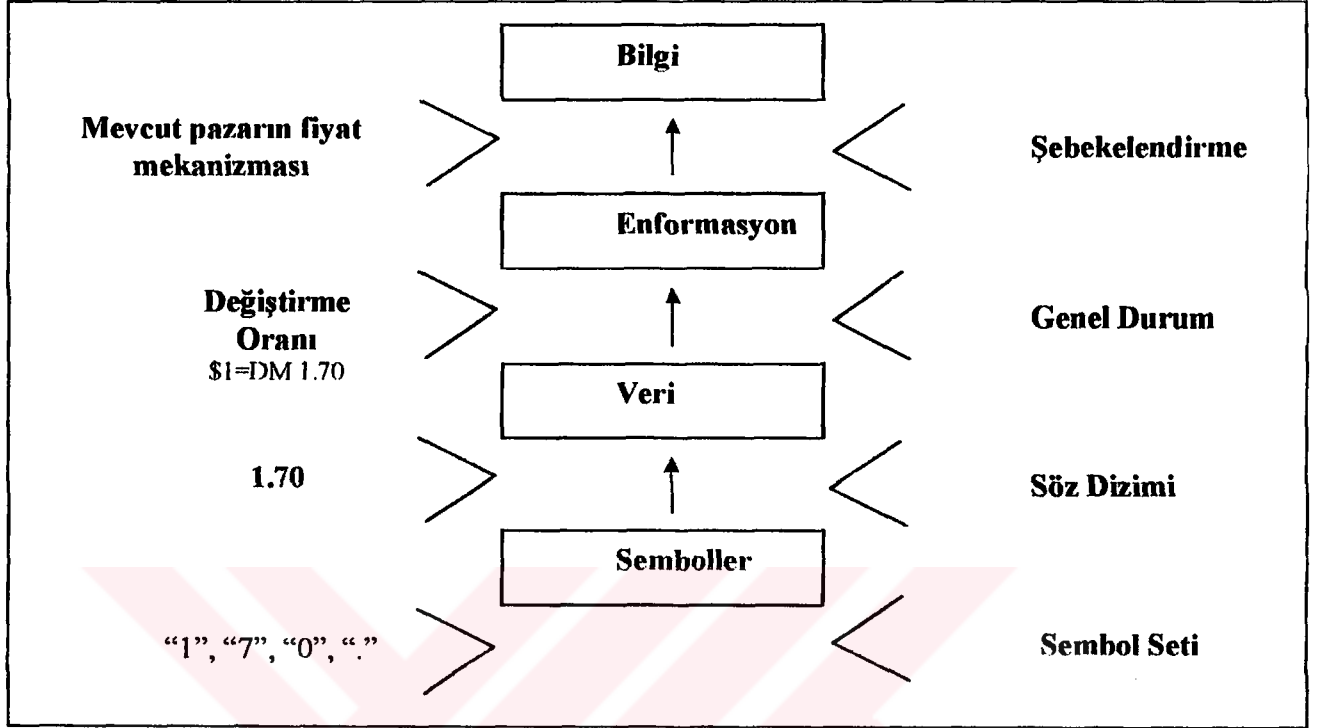 Bilgi
Mevcut pazarın fiyat
mekanizması
Şebekelendirme
Enformasyon
Değiştirme
Oranı
$1=DM 1.70
Genel Durum
Veri
1.70
Söz Dizimi
Semboller
“1”, “7”, “0”, “.”
Sembol Seti